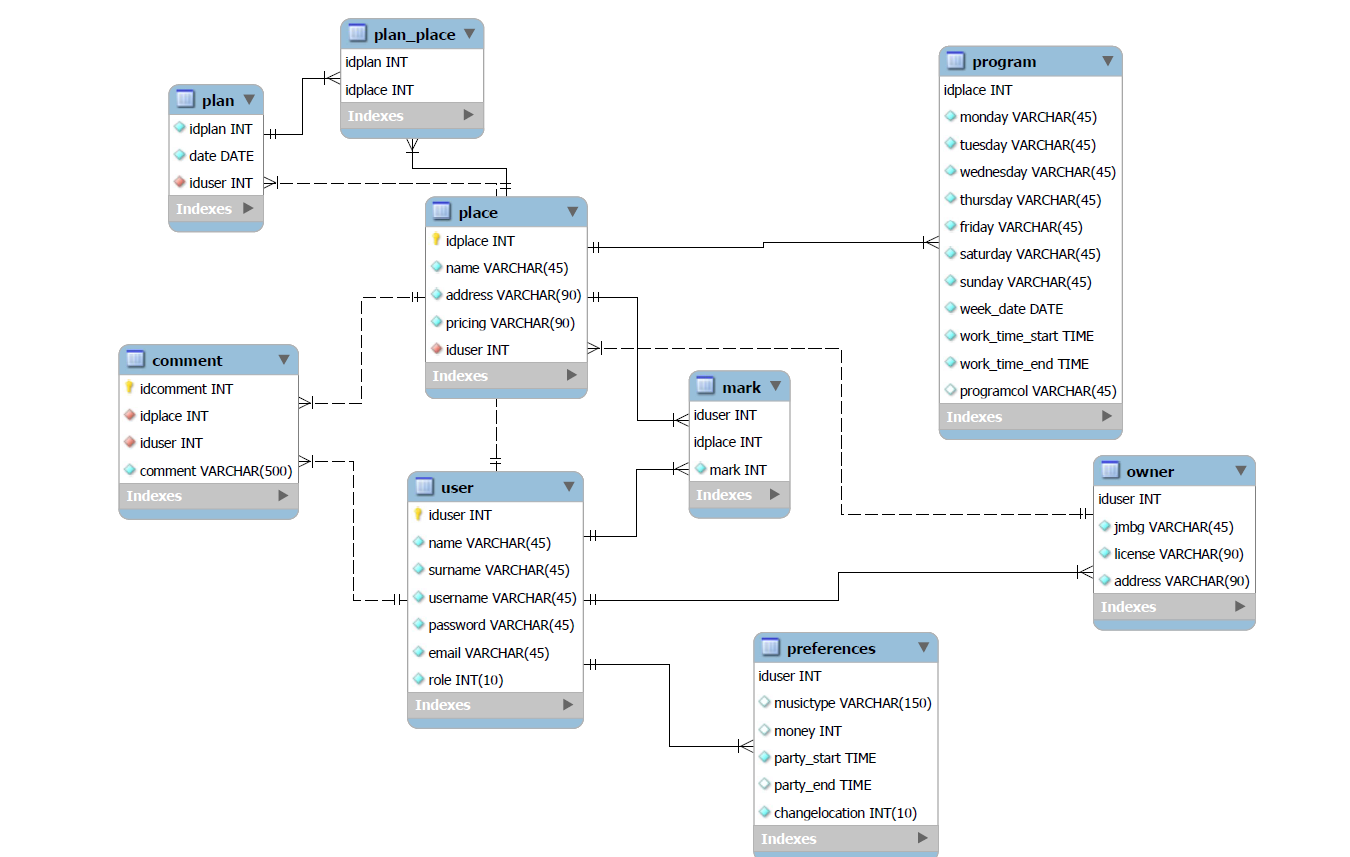 plan_place
idplan INT
idplace INT
Indexes
plan
idplan INT
date DATE
iduser INT
Indexes
program
idplace INT
monday VARCHAR(45)
tuesday VARCHAR(45)
wednesday VARCHAR(45)
thursday VARCHAR(45)
friday VARCHAR(45)
saturday VARCHAR(45)
sunday VARCHAR(45)
week_date DATE
work_time_start TIME
work_time_end TIME
programcol VARCHAR(45)
Indexes
place
idplace INT
name VARCHAR(45)
address VARCHAR(90)
pricing VARCHAR(90)
iduser INT
Indexes
comment
idcomment INT
idplace INT
iduser INT
comment VARCHAR(500)
Indexes
mark
iduser INT
idplace INT
mark INT
Indexes
owner
iduser INT
jmbg VARCHAR(45)
license VARCHAR(90)
address VARCHAR(90)
Indexes
user
iduser INT
name VARCHAR(45)
surname VARCHAR(45)
username VARCHAR(45)
password VARCHAR(45)
email VARCHAR(45)
role INT(10)
Indexes
preferences
iduser INT
musictype VARCHAR(150)
money INT
party_start TIME
party_end TIME
changelocation INT(10)
Indexes